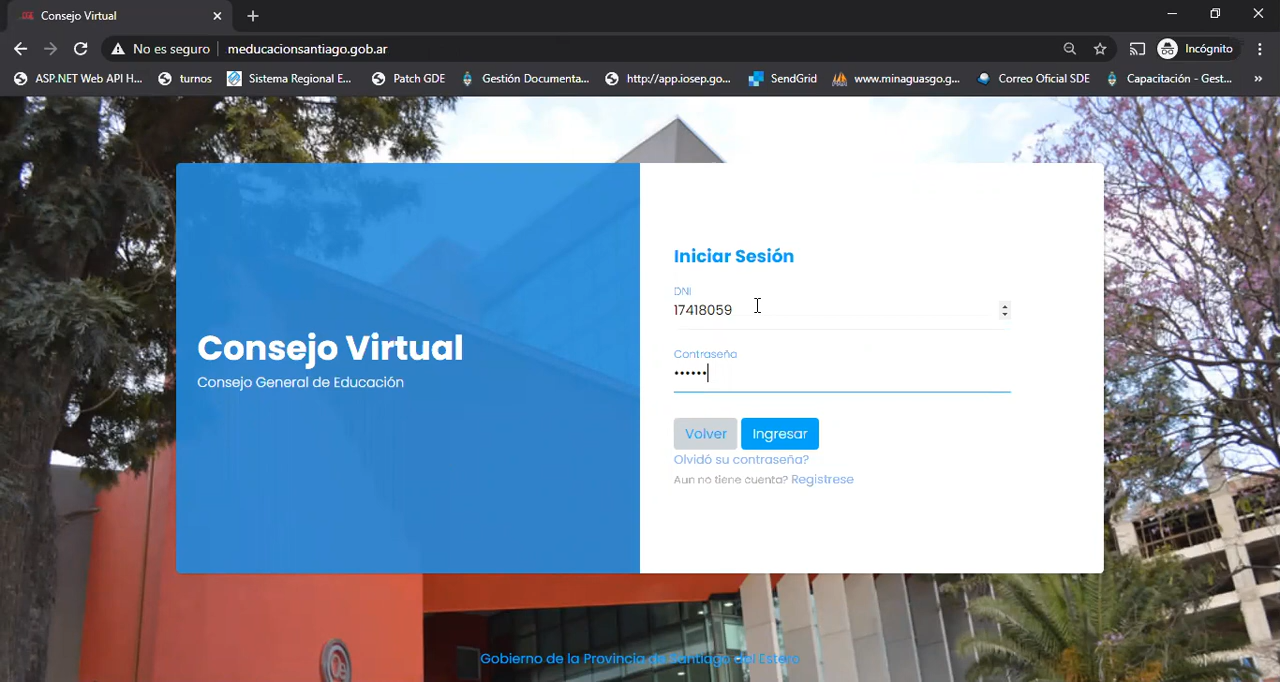 Consejo Virtual
No es seguro
meducacionsantiago.gob.ar
Incógnito
ASP.NET Web API H...
turnos
Sistema Regional E...
Patch GDE
Gestión Documenta...
http://app.iosep.go...
SendGrid
www.minaguasgo.g...
Correo Oficial SDE
Capacitación - Gest...
»
Consejo Virtual
Consejo General de Educación
Iniciar Sesión
DNI
17418059
Contraseña
••••••
Volver
Ingresar
Olvidó su contraseña?
Aun no tiene cuenta? Registrese
Gobierno de la Provincia de Santiago del Estero